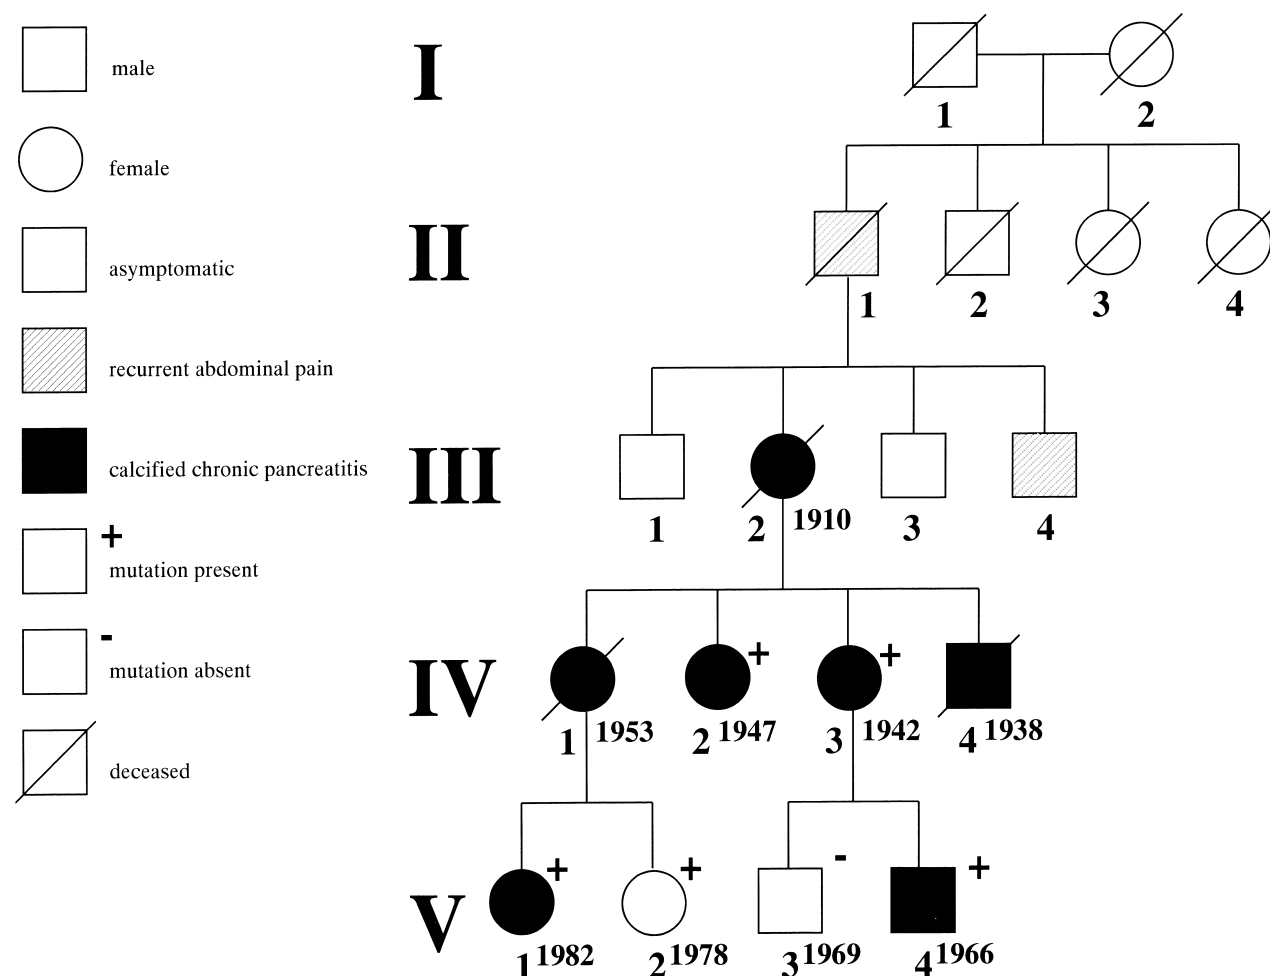 male
female
asymptomatic
recurrent abdominal pain
calcified chronic pancreatitis
+
mutation present
-
mutation absent
deceased
I
1 2
II
1 2 3 4
III
1 2 1910 3 4
IV
+ +
1 1953 2 1947 3 1942 4 1938
V
+ + - +
1 1982 2 1978 3 1969 4 1966